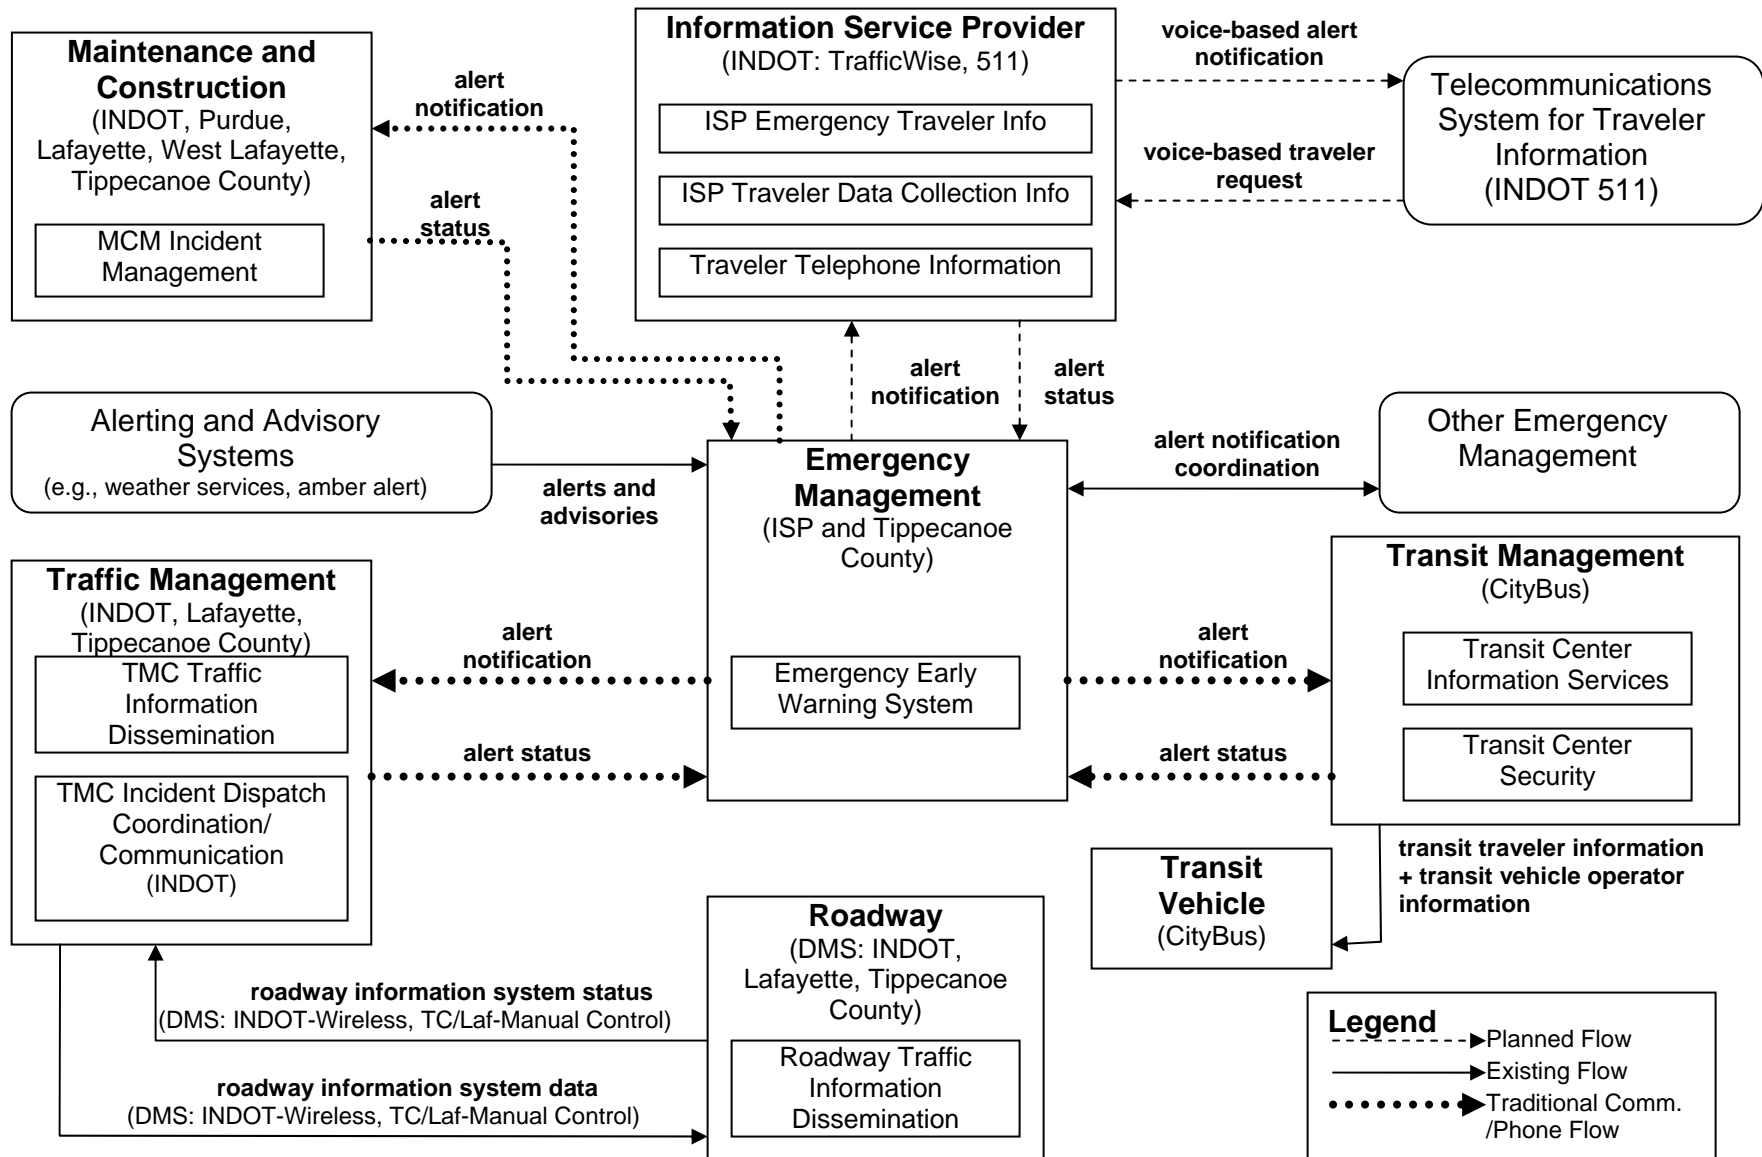 Maintenance and
Construction
(INDOT, Purdue,
Lafayette, West Lafayette,
Tippecanoe County)
MCM Incident
Management
alert
notification
alert
status
Information Service Provider
(INDOT: TrafficWise, 511)
ISP Emergency Traveler Info
ISP Traveler Data Collection Info
Traveler Telephone Information
voice-based alert
notification
voice-based traveler
request
Telecommunications
System for Traveler
Information
(INDOT 511)
alert
notification
alert
status
Alerting and Advisory
Systems
(e.g., weather services, amber alert)
alerts and
advisories
Emergency
Management
(ISP and Tippecanoe
County)
Emergency Early
Warning System
alert notification
coordination
Other Emergency
Management
Traffic Management
(INDOT, Lafayette,
Tippecanoe County)
TMC Traffic
Information
Dissemination
TMC Incident Dispatch
Coordination/
Communication
(INDOT)
alert
notification
alert status
alert
notification
alert status
Transit Management
(CityBus)
Transit Center
Information Services
Transit Center
Security
transit traveler information
+ transit vehicle operator
information
Transit
Vehicle
(CityBus)
Roadway
(DMS: INDOT,
Lafayette, Tippecanoe
County)
Roadway Traffic
Information
Dissemination
roadway information system status
(DMS: INDOT-Wireless, TC/Laf-Manual Control)
roadway information system data
(DMS: INDOT-Wireless, TC/Laf-Manual Control)
Legend
Planned Flow
Existing Flow
Traditional Comm.
/Phone Flow